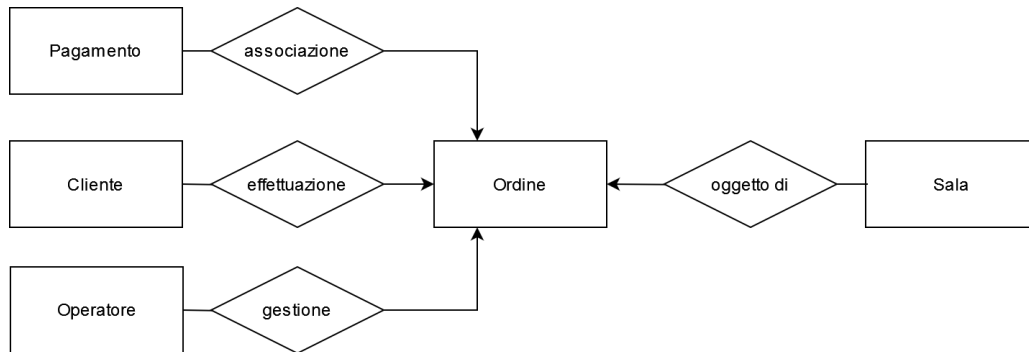 Pagamento
associazione
Cliente
effettuazione
Ordine
oggetto di
Sala
Operatore
gestione